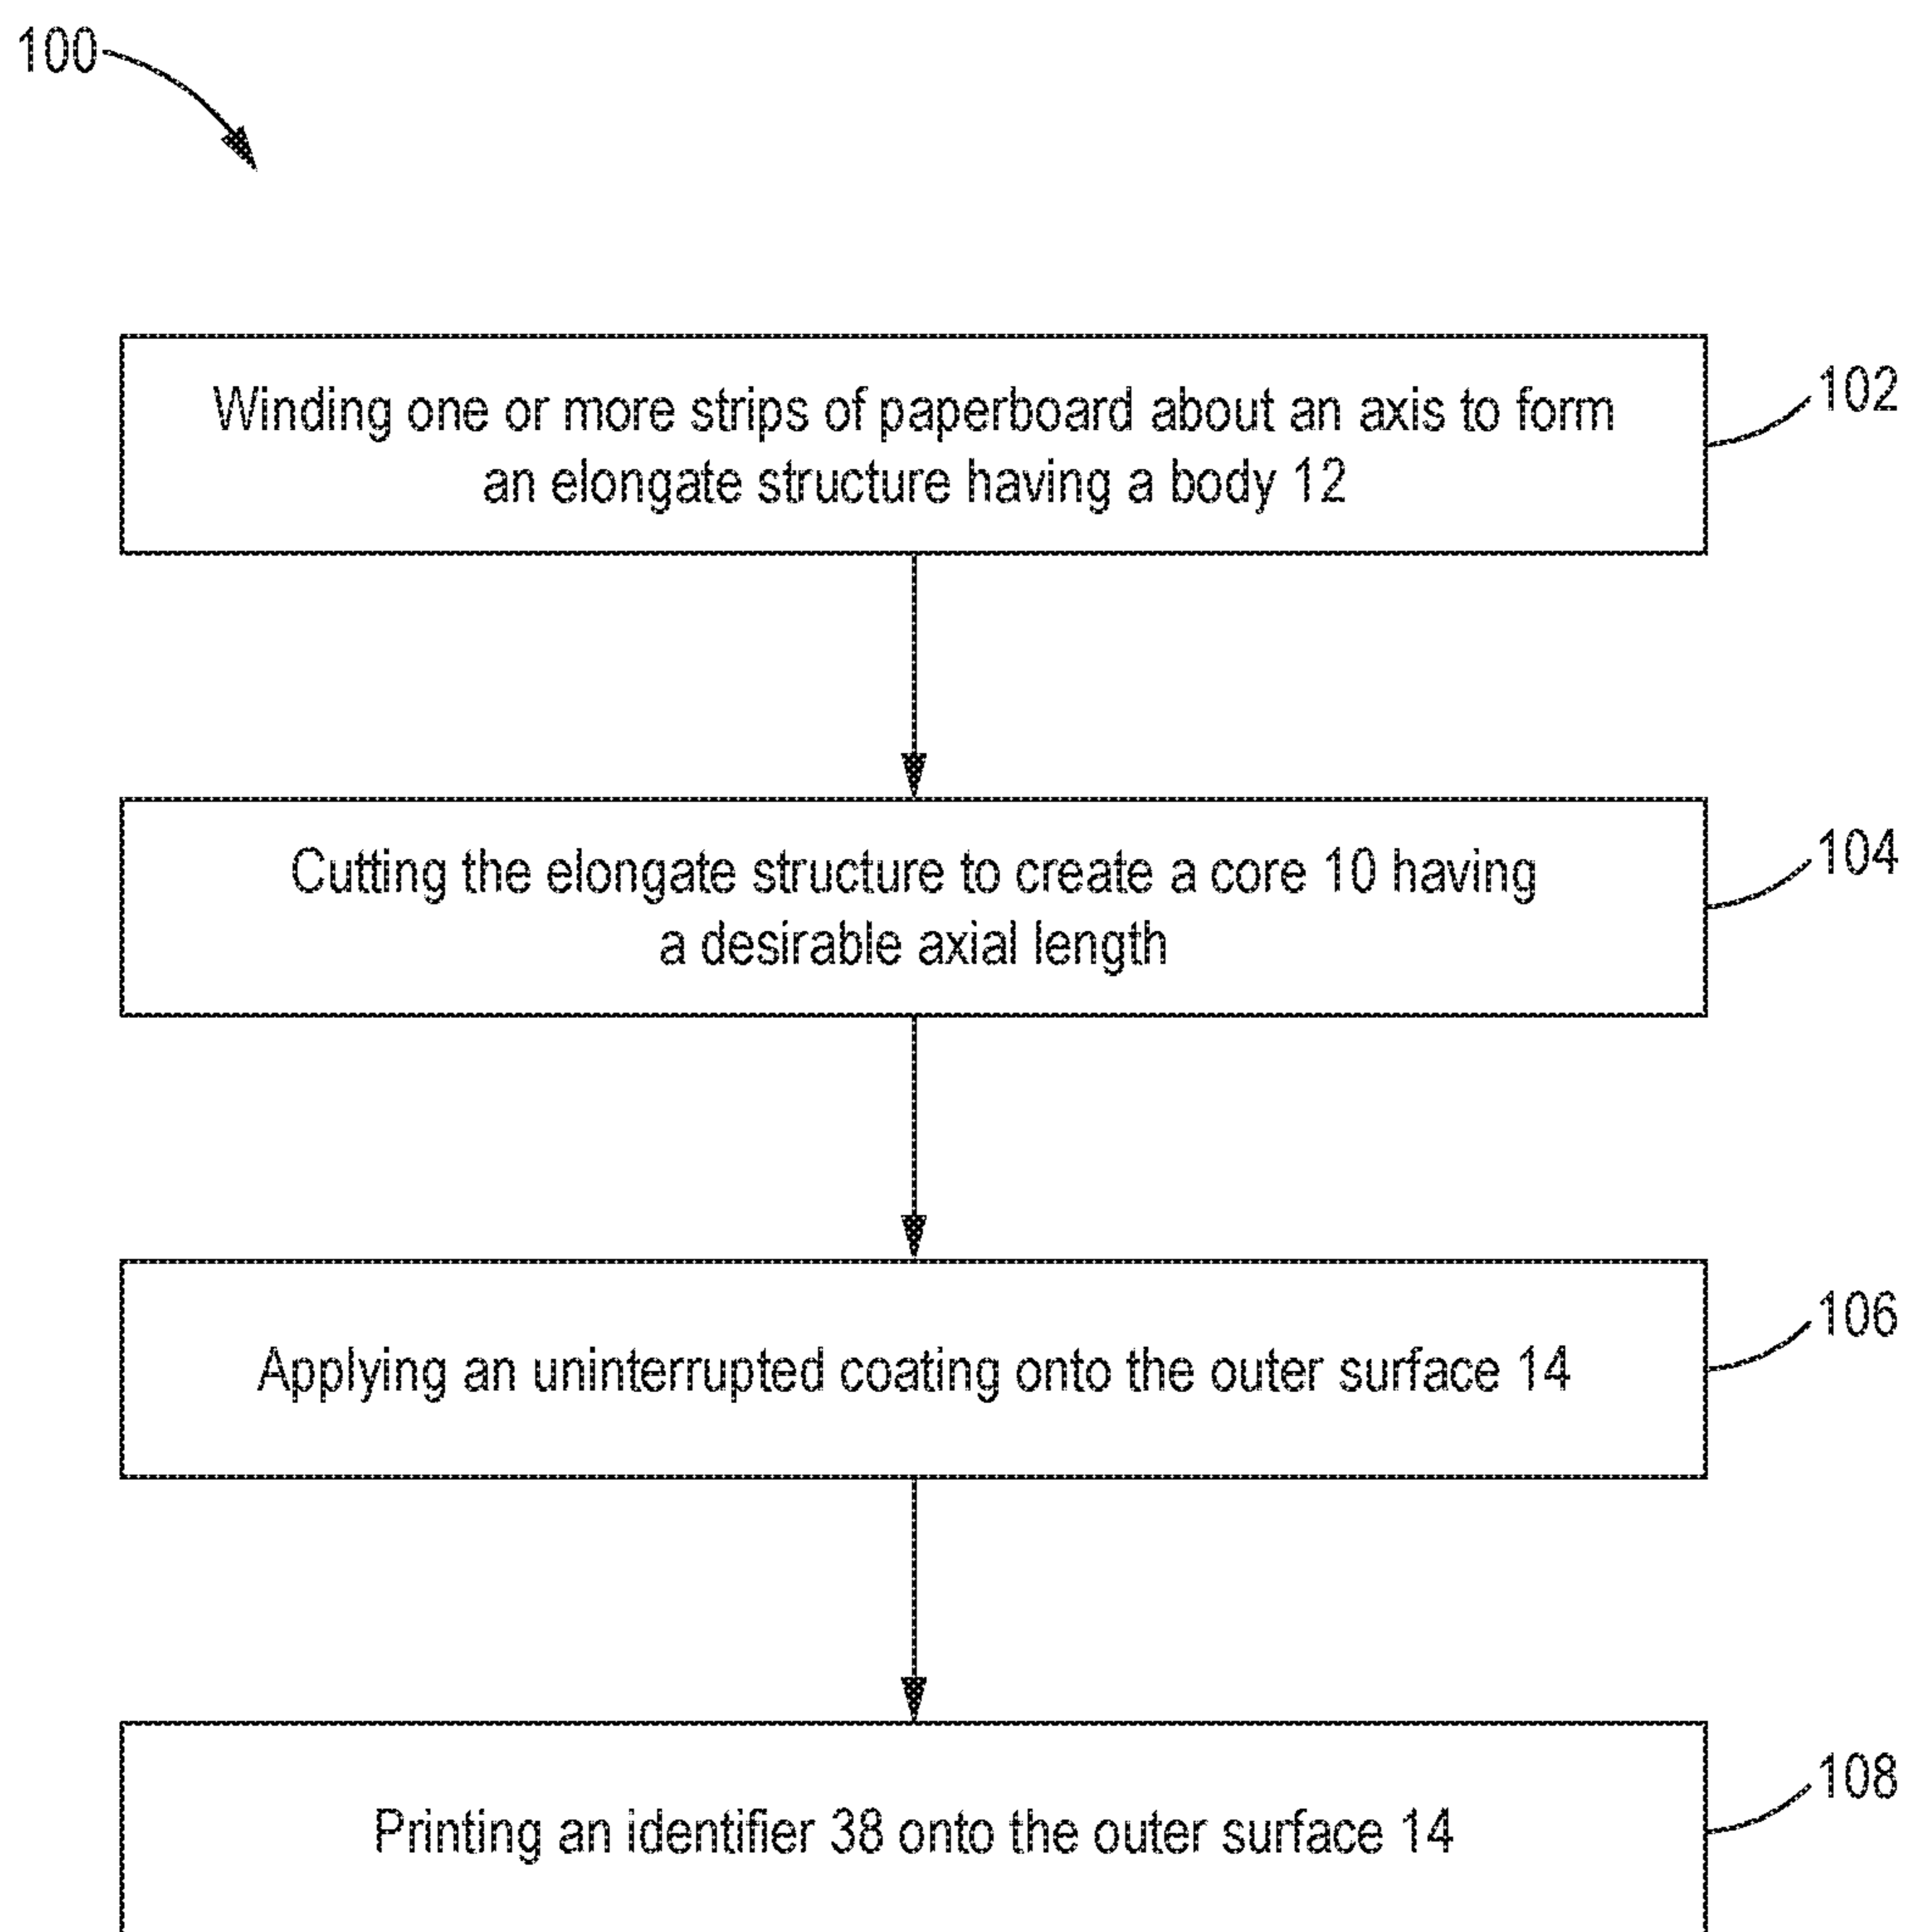 100
Winding one or more strips of paperboard about an axis to form
an elongate structure having a body 12
102
Cutting the elongate structure to create a core 10 having
a desirable axial length
104
Applying an uninterrupted coating onto the outer surface 14
106
Printing an identifier 38 onto the outer surface 14
108